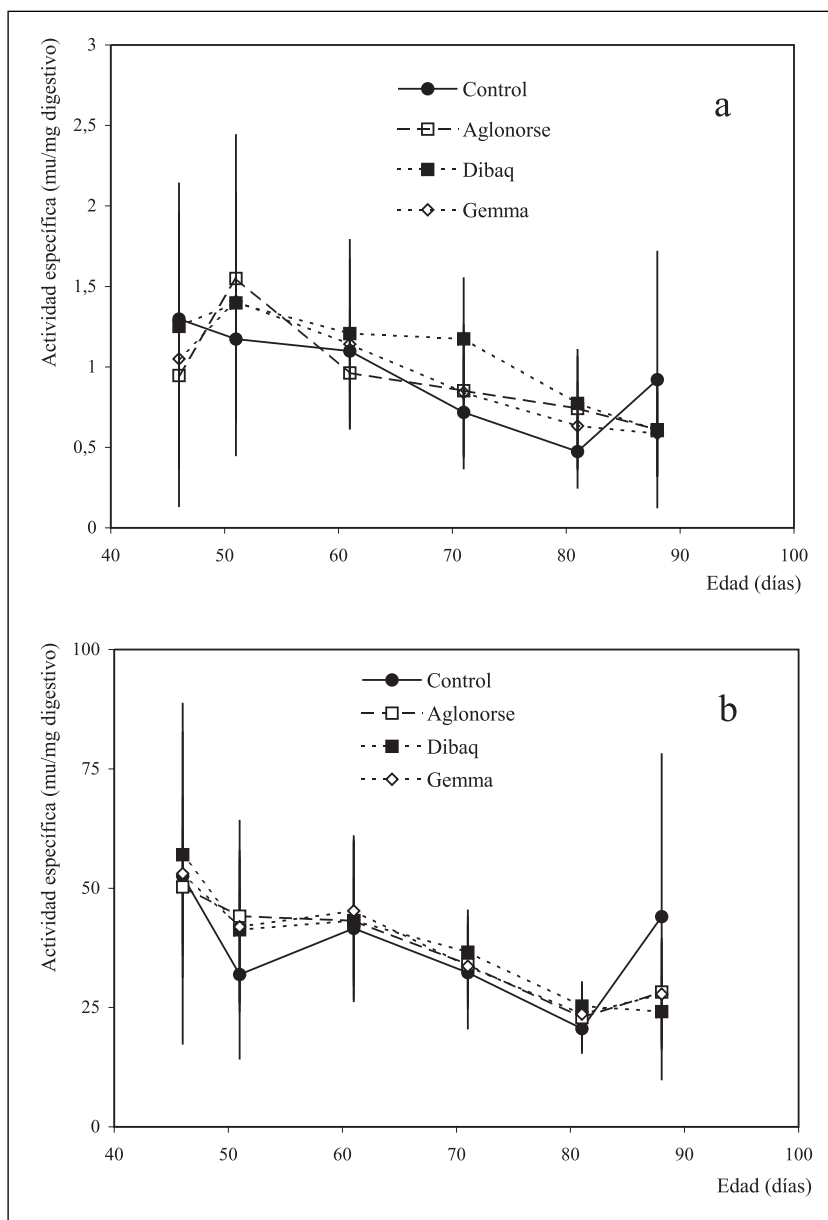 3
2,5
2
1,5
1
0,5
0
Actividad específica (mu/mg digestivo)
Control
Aglonorse
Dibaq
Gemma
a
40 50 60 70 80 90 100
Edad (días)
100
75
50
25
0
Actividad específica (mu/mg digestivo)
Control
Aglonorse
Dibaq
Gemma
b
40 50 60 70 80 90 100
Edad (días)